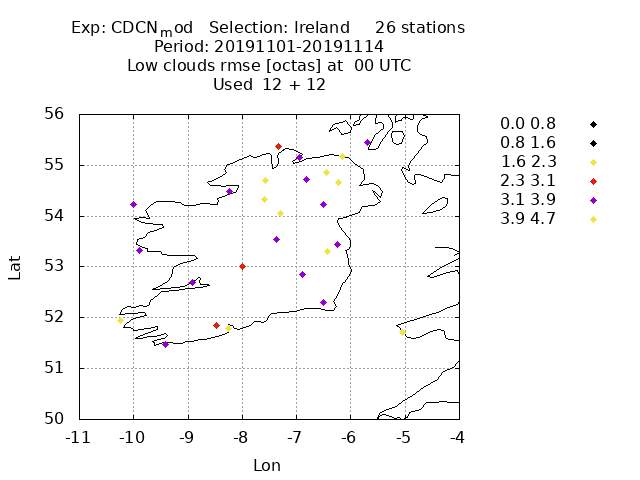 Exp: CDCN_mod   Selection: Ireland     26 stations
Period: 20191101-20191114
Low clouds rmse [octas] at  00 UTC
Used  12 + 12
56
55
54
53
52
51
50
-11 -10 -9 -8 -7 -6 -5 -4
Lat
Lon
0.0 0.8
0.8 1.6
1.6 2.3
2.3 3.1
3.1 3.9
3.9 4.7